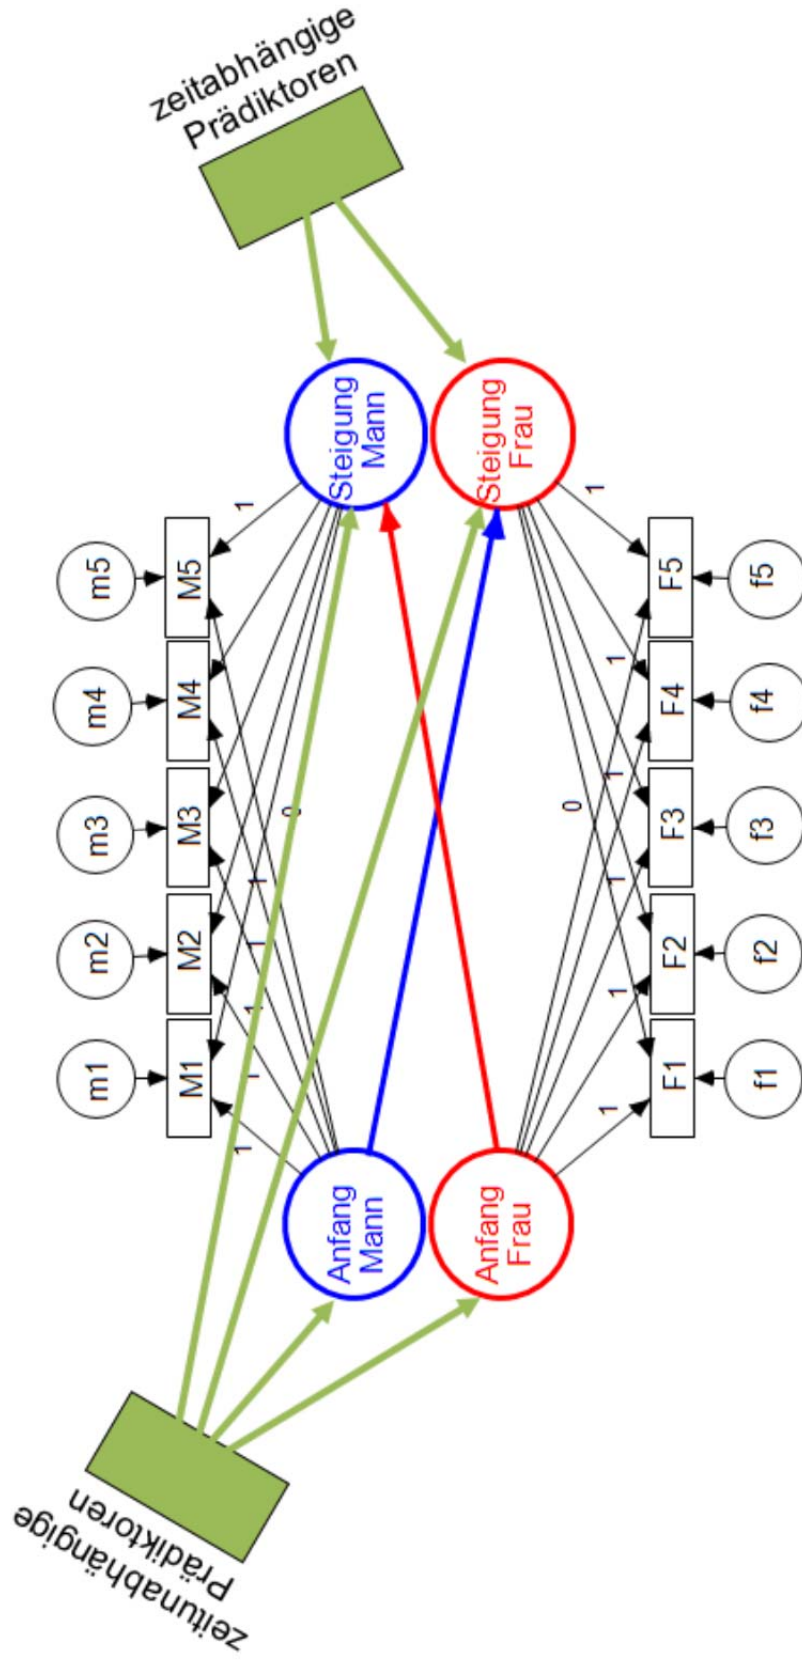 zeitunabhängige
Prädiktoren
zeitabhängige
Prädiktoren
m1
m2
m3
m4
m5
M1
M2
M3
M4
M5
1
1
1
1
1
0
1
Anfang
Mann
Steigung
Mann
Anfang
Frau
Steigung
Frau
1
1
1
1
1
0
1
F1
F2
F3
F4
F5
f1
f2
f3
f4
f5